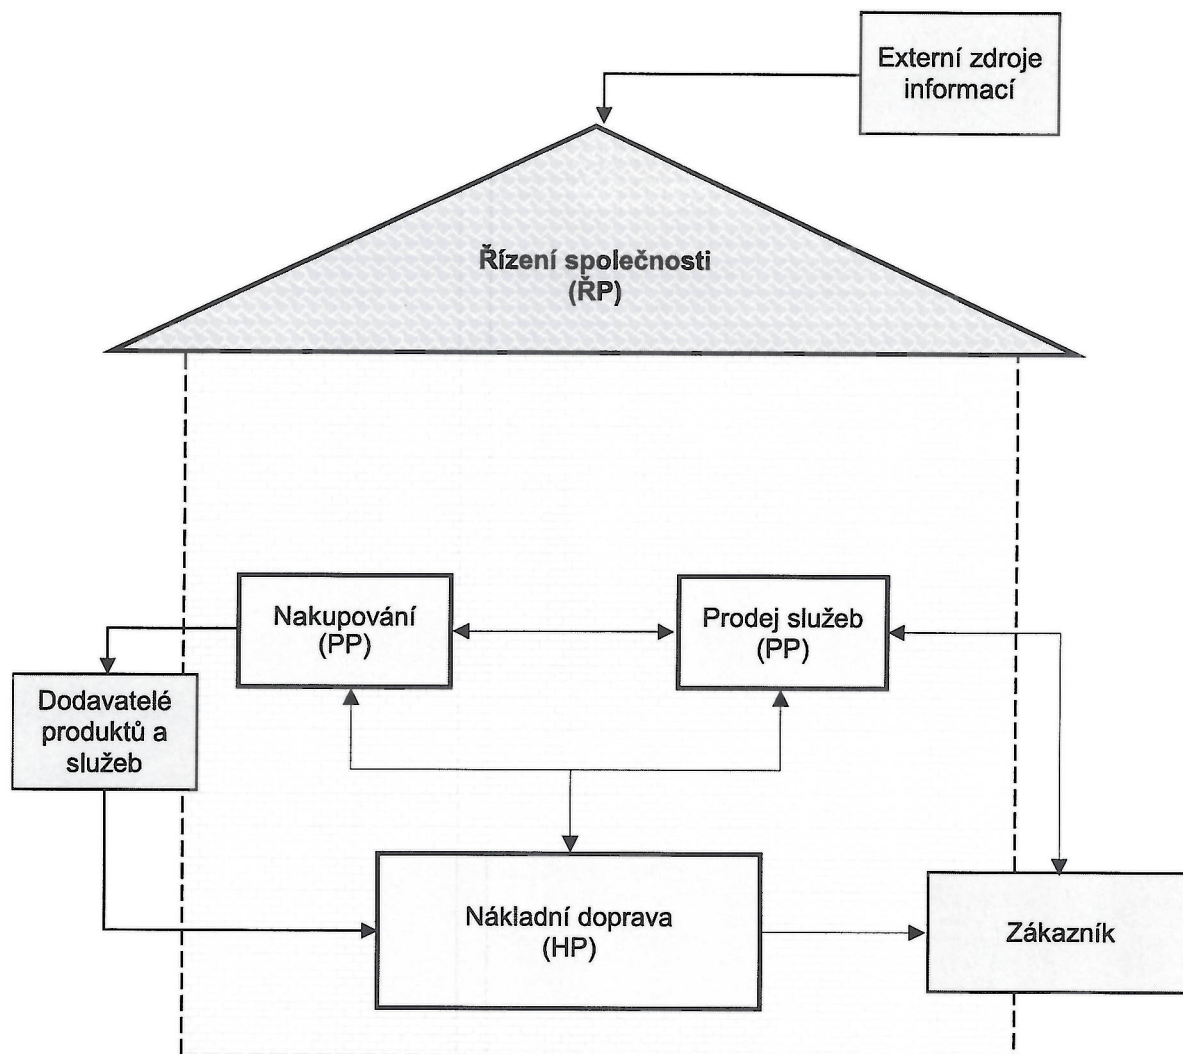 Externí zdroje
informací
Řízení společnosti
(ŘP)
Nakupování
(PP)
Prodej služeb
(PP)
Dodavatelé
produktů a
služeb
Nákladní doprava
(HP)
Zákazník